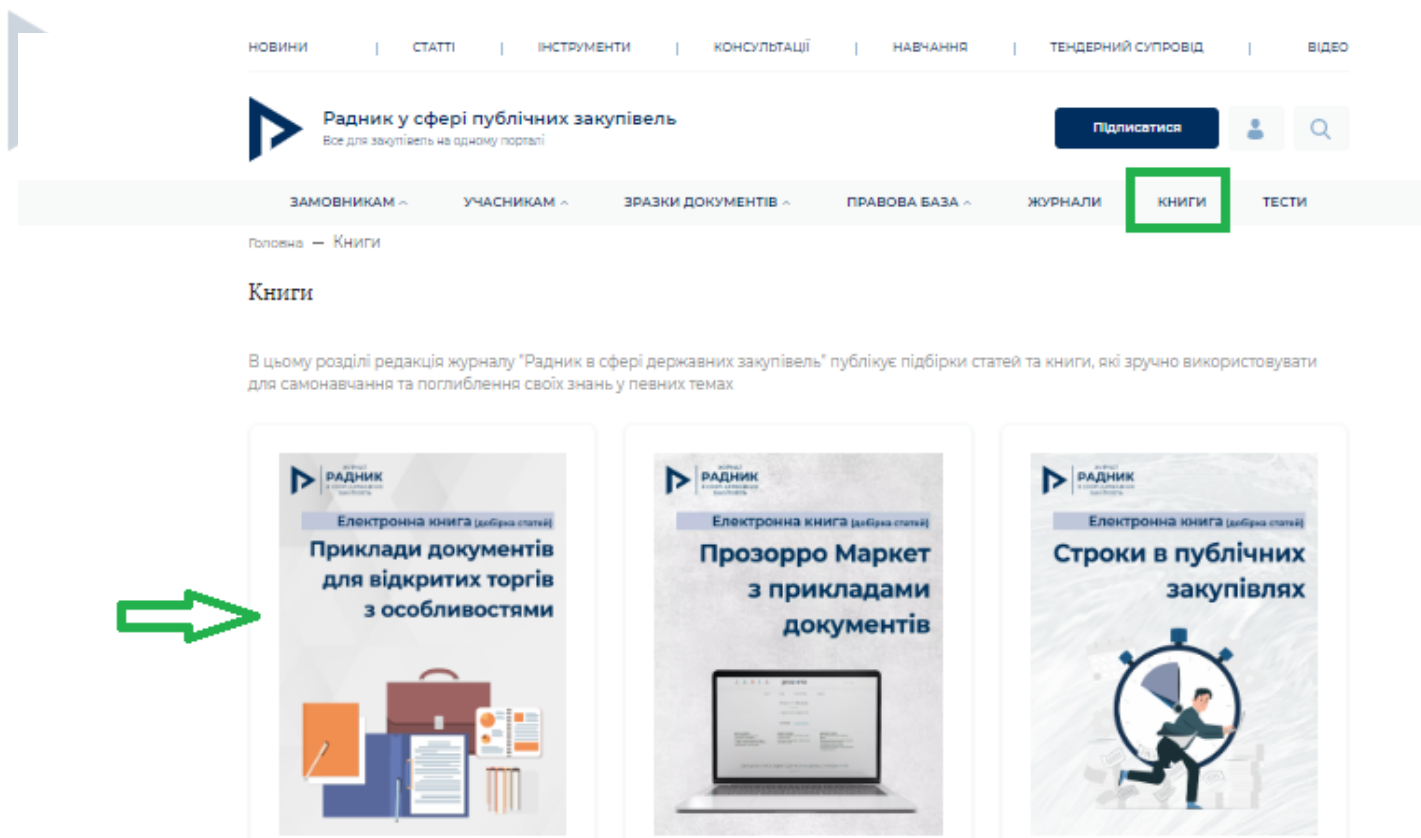 НОВИНИ | СТАТТІ | ІНСТРУМЕНТИ | КОНСУЛЬТАЦІЇ | НАВЧАННЯ | ТЕНДЕРНИЙ СУПРОВІД | ВІДЕО
Радник у сфері публічних закупівель
Все для закупівель на одному порталі
Підписатися
ЗАМОВНИКАМ УЧАСНИКАМ ЗРАЗКИ ДОКУМЕНТІВ ПРАВОВА БАЗА ЖУРНАЛИ КНИГИ ТЕСТИ
Головна — Книги
Книги
В цьому розділі редакція журналу "Радник в сфері державних закупівель" публікує підбірки статей та книги, які зручно використовувати
для самонавчання та поглиблення своїх знань у певних темах
ЖУРНАЛ
РАДНИК
Електронна книга (добірка статей)
Приклади документів
для відкритих торгів
з особливостями
ЖУРНАЛ
РАДНИК
Електронна книга (добірка статей)
Прозорро Маркет
з прикладами
документів
ЖУРНАЛ
РАДНИК
Електронна книга (добірка статей)
Строки в публічних
закупівлях